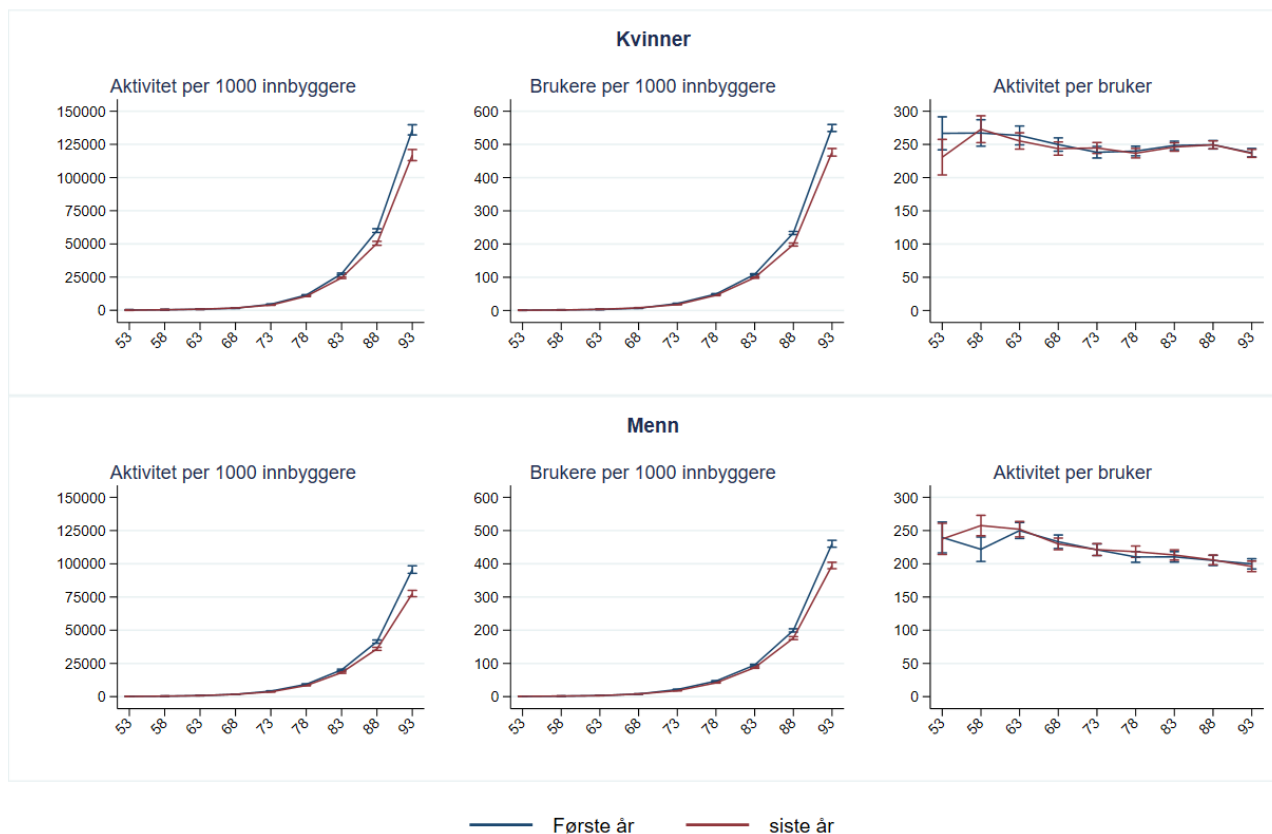 Kvinner
Aktivitet per 1000 innbyggere
Brukere per 1000 innbyggere
Aktivitet per bruker
150000
125000
100000
75000
50000
25000
0
53 58 63 68 73 78 83 88 93
600
500
400
300
200
100
0
53 58 63 68 73 78 83 88 93
300
250
200
150
100
50
0
53 58 63 68 73 78 83 88 93
Menn
Aktivitet per 1000 innbyggere
Brukere per 1000 innbyggere
Aktivitet per bruker
150000
125000
100000
75000
50000
25000
0
53 58 63 68 73 78 83 88 93
600
500
400
300
200
100
0
53 58 63 68 73 78 83 88 93
300
250
200
150
100
50
0
53 58 63 68 73 78 83 88 93
Første år
siste år